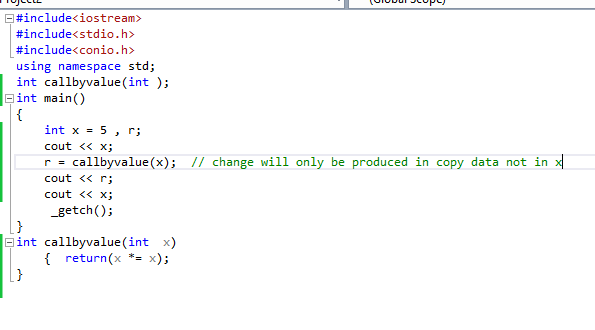 (Global Scope)
#include<iostream>
#include<stdio.h>
#include<conio.h>
using namespace std;
int callbyvalue(int );
int main()
{
int x = 5 , r;
cout << x;
r = callbyvalue(x);  // change will only be produced in copy data not in x
cout << r;
cout << x;
_getch();
}
int callbyvalue(int  x)
{  return(x *= x);
}